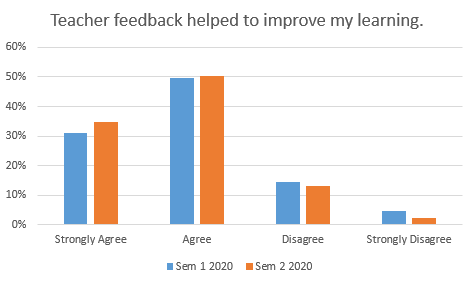 Teacher feedback helped to improve my learning.
60%
50%
40%
30%
20%
10%
0%
Strongly Agree Agree Disagree Strongly Disagree
Sem 1 2020 Sem 2 2020